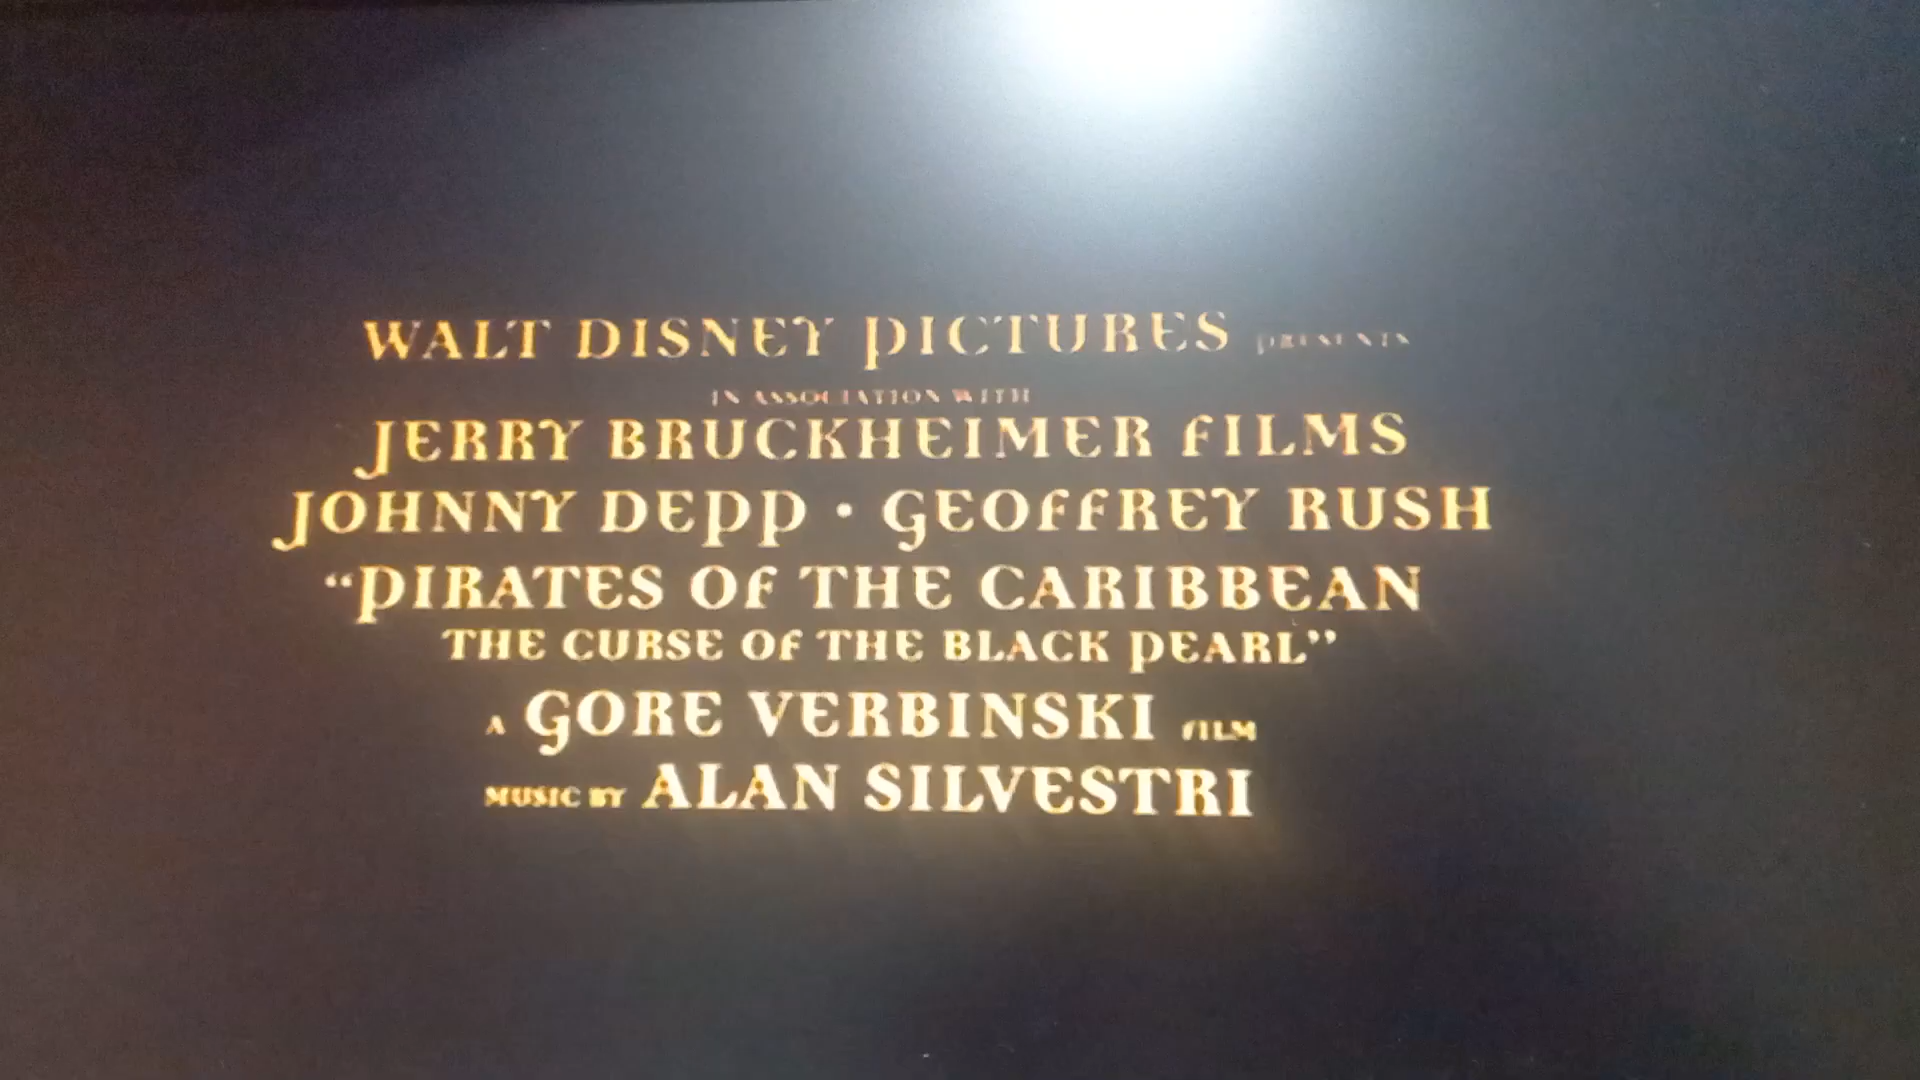 WALT DISNEY PICTURES PRESENTS
IN ASSOCIATION WITH
JERRY BRUCKHEIMER FILMS
JOHNNY DEPP · GEOFFREY RUSH
“PIRATES OF THE CARIBBEAN
THE CURSE OF THE BLACK PEARL”
A GORE VERBINSKI FILM
MUSIC BY ALAN SILVESTRI